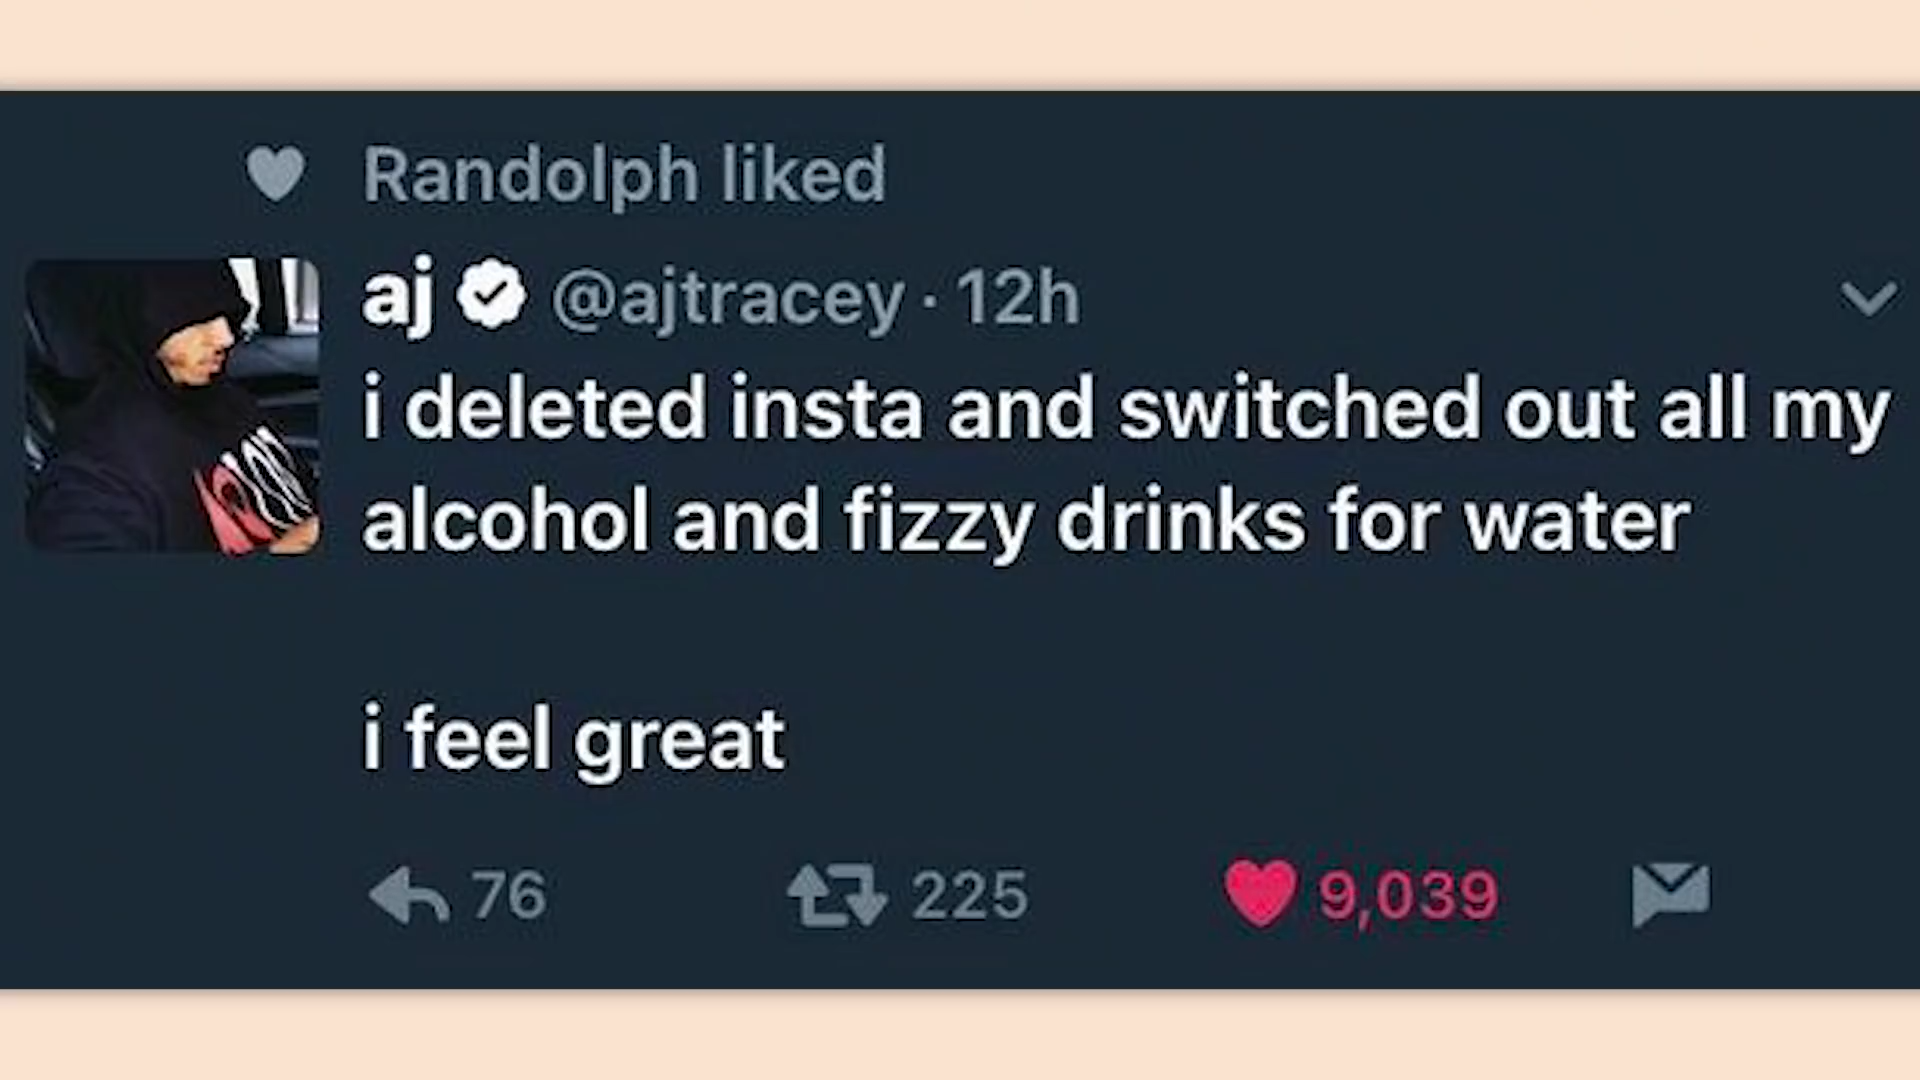 Randolph liked
aj @ajtracey · 12h
i deleted insta and switched out all my
alcohol and fizzy drinks for water
i feel great
76 225 9,039